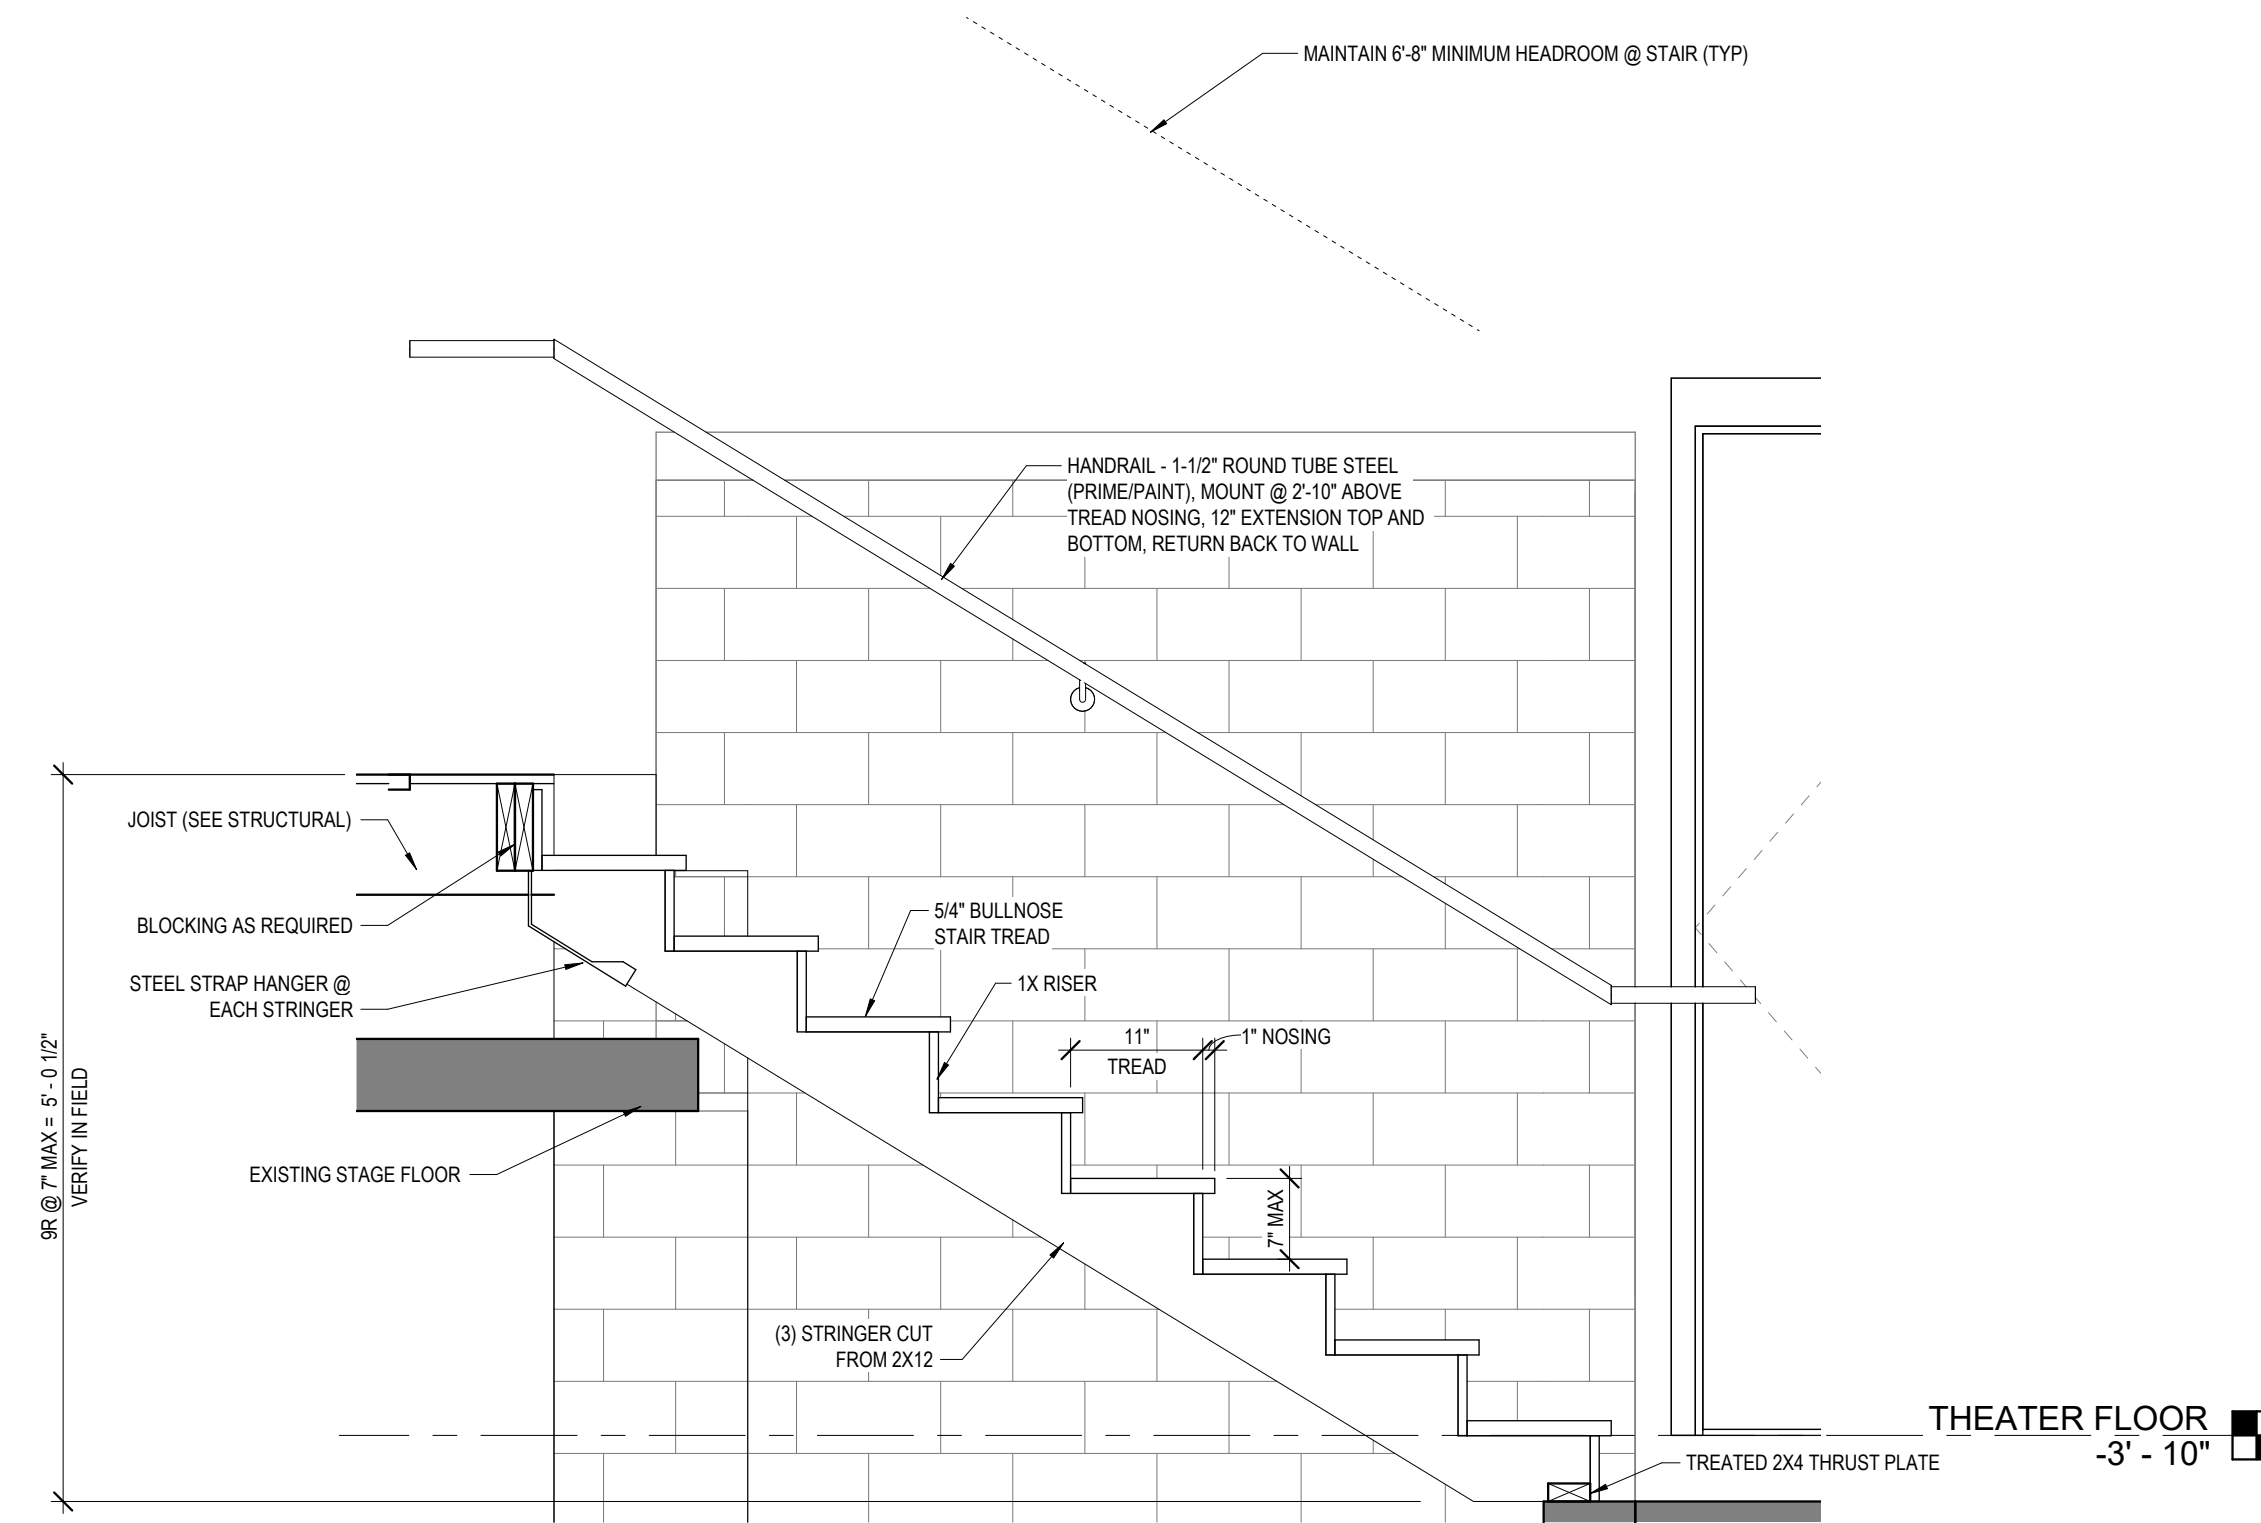 MAINTAIN 6'-8" MINIMUM HEADROOM @ STAIR (TYP)
HANDRAIL - 1-1/2" ROUND TUBE STEEL
(PRIME/PAINT), MOUNT @ 2'-10" ABOVE
TREAD NOSING, 12" EXTENSION TOP AND
BOTTOM, RETURN BACK TO WALL
JOIST (SEE STRUCTURAL)
BLOCKING AS REQUIRED
STEEL STRAP HANGER @
EACH STRINGER
5/4" BULLNOSE
STAIR TREAD
1X RISER
11"
TREAD
1" NOSING
7" MAX
9R @ 7" MAX = 5' - 0 1/2"
VERIFY IN FIELD
EXISTING STAGE FLOOR
(3) STRINGER CUT
FROM 2X12
THEATER FLOOR
-3' - 10"
TREATED 2X4 THRUST PLATE